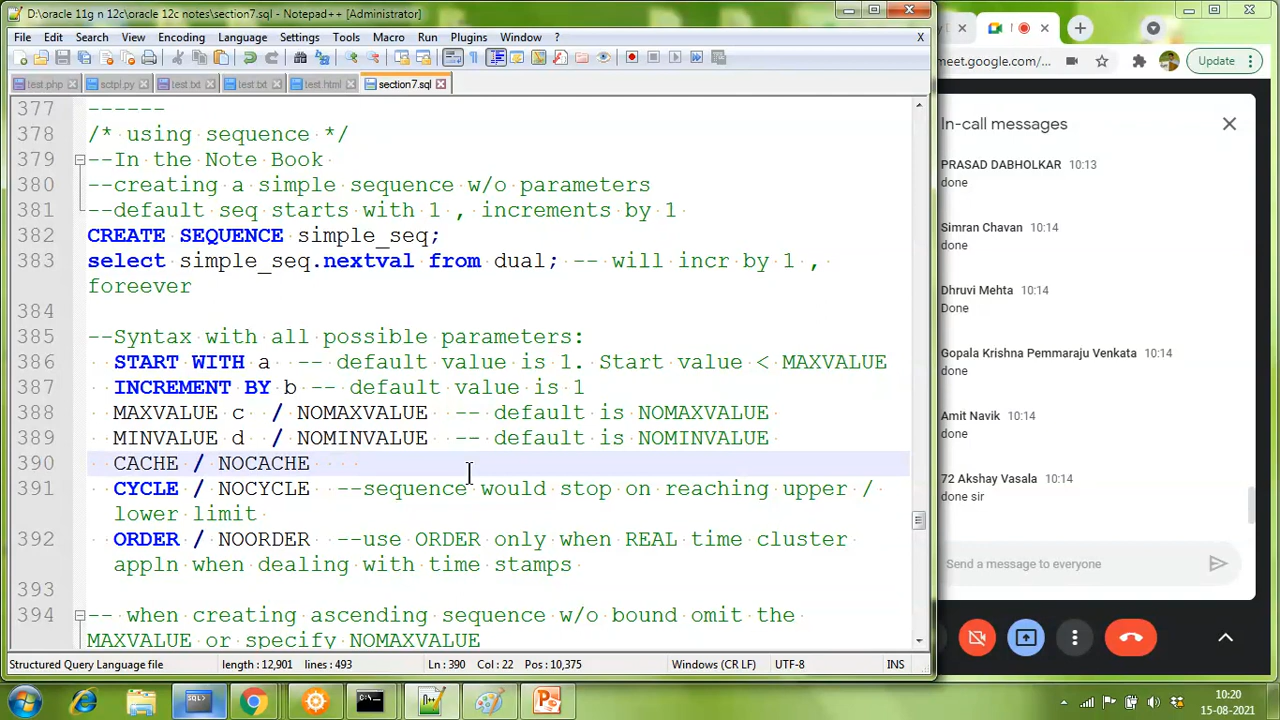 D:\oracle 11g n 12c\oracle 12c notes\section7.sql - Notepad++ [Administrator]
File Edit Search View Encoding Language Settings Tools Macro Run Plugins Window ?
X
test.php sctpl.py test.txt test.txt test.html section7.sql
377 ------
378 /* using sequence */
379 --In the Note Book
380 --creating a simple sequence w/o parameters
381 --default seq starts with 1 , increments by 1
382 CREATE SEQUENCE simple_seq;
383 select simple_seq.nextval from dual; -- will incr by 1 ,
foreever
384
385 --Syntax with all possible parameters:
386 START WITH a -- default value is 1. Start value < MAXVALUE
387 INCREMENT BY b -- default value is 1
388 MAXVALUE c / NOMAXVALUE -- default is NOMAXVALUE
389 MINVALUE d / NOMINVALUE -- default is NOMINVALUE
390 CACHE / NOCACHE
391 CYCLE / NOCYCLE --sequence would stop on reaching upper /
lower limit
392 ORDER / NOORDER --use ORDER only when REAL time cluster
appln when dealing with time stamps
393
394 -- when creating ascending sequence w/o bound omit the
MAXVALUE or specify NOMAXVALUE
Structured Query Language file length : 12,901 lines : 493 Ln : 390 Col : 22 Pos : 10,375 Windows (CR LF) UTF-8 INS
meet.google.com/... Update
In-call messages
PRASAD DABHOLKAR 10:13
done
Simran Chavan 10:14
done
Dhruvi Mehta 10:14
Done
Gopala Krishna Pemmaraju Venkata 10:14
done
Amit Navik 10:14
done
72 Akshay Vasala 10:14
done sir
Send a message to everyone
SQL>
10:20
15-08-2021